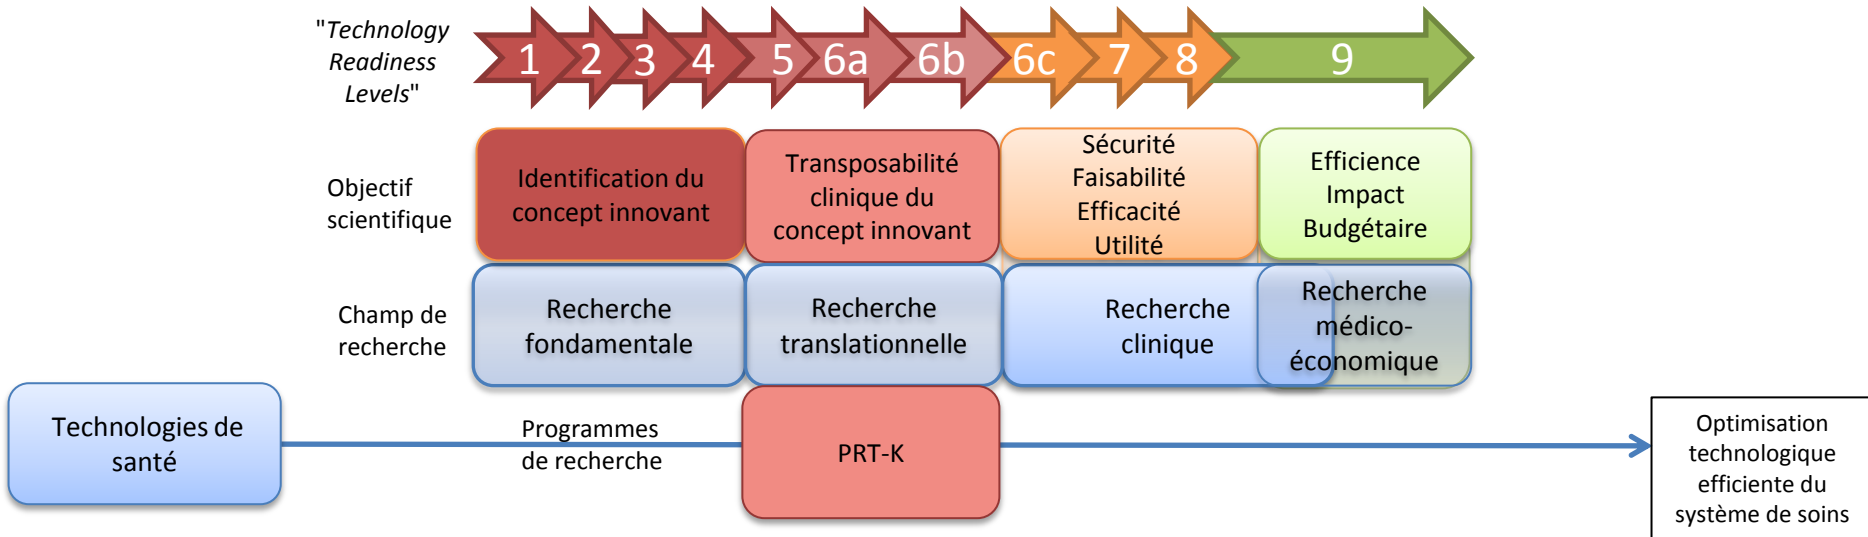 "Technology
Readiness
Levels"
1 2 3 4 5 6a 6b 6c 7 8 9
Objectif
scientifique
Identification du
concept innovant
Transposabilité
clinique du
concept innovant
Sécurité
Faisabilité
Efficacité
Utilité
Efficience
Impact
Budgétaire
Champ de
recherche
Recherche
fondamentale
Recherche
translationnelle
Recherche
clinique
Recherche
médico-
économique
Technologies de
santé
Programmes
de recherche
PRT-K
Optimisation
technologique
efficiente du
système de soins